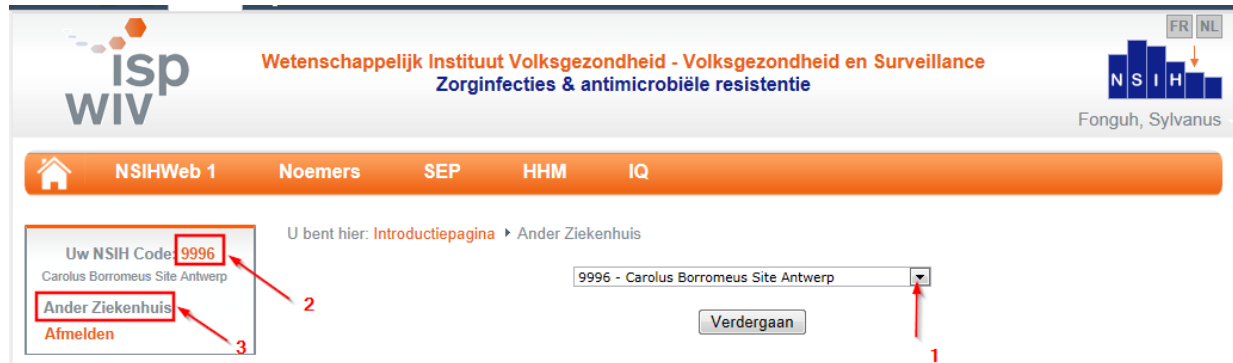 FR NL
isp
WIV
Wetenschappelijk Instituut Volksgezondheid - Volksgezondheid en Surveillance
Zorginfecties & antimicrobiële resistentie
NSIH
Fonguh, Sylvanus
NSIHWeb 1 Noemers SEP HHM IQ
U bent hier: Introductiepagina Ander Ziekenhuis
Uw NSIH Code: 9996
Carolus Borromeus Site Antwerp
Ander Ziekenhuis
Afmelden
9996 - Carolus Borromeus Site Antwerp
Verdergaan
2
3
1